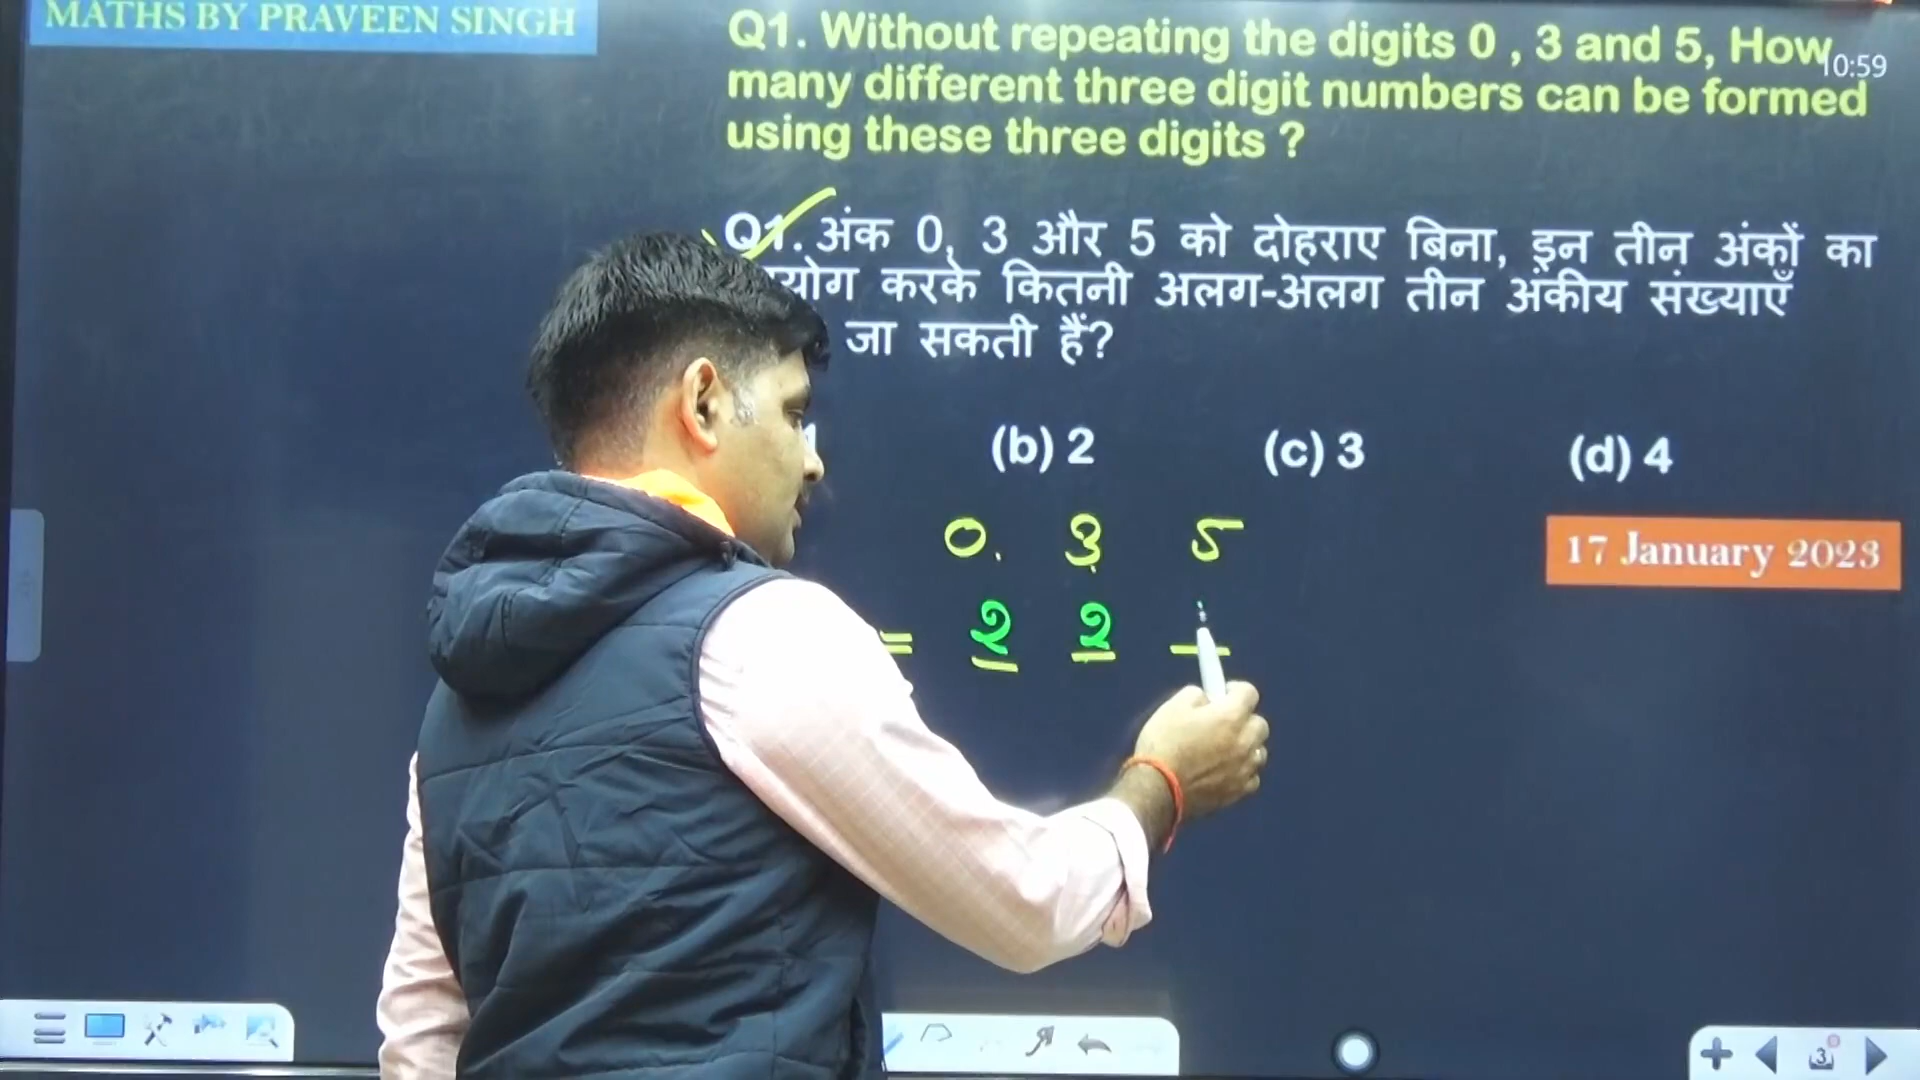 MATHS BY PRAVEEN SINGH
Q1. Without repeating the digits 0 , 3 and 5, How
10:59
many different three digit numbers can be formed
using these three digits ?
Q1. अंक 0, 3 और 5 को दोहराए बिना, इन तीन अंकों का
करके कितनी अलग-अलग तीन अंकीय संख्याएँ
जा सकती हैं?
(b) 2 (c) 3 (d) 4
0. 3 5
17 January 2023
= 2 2
3